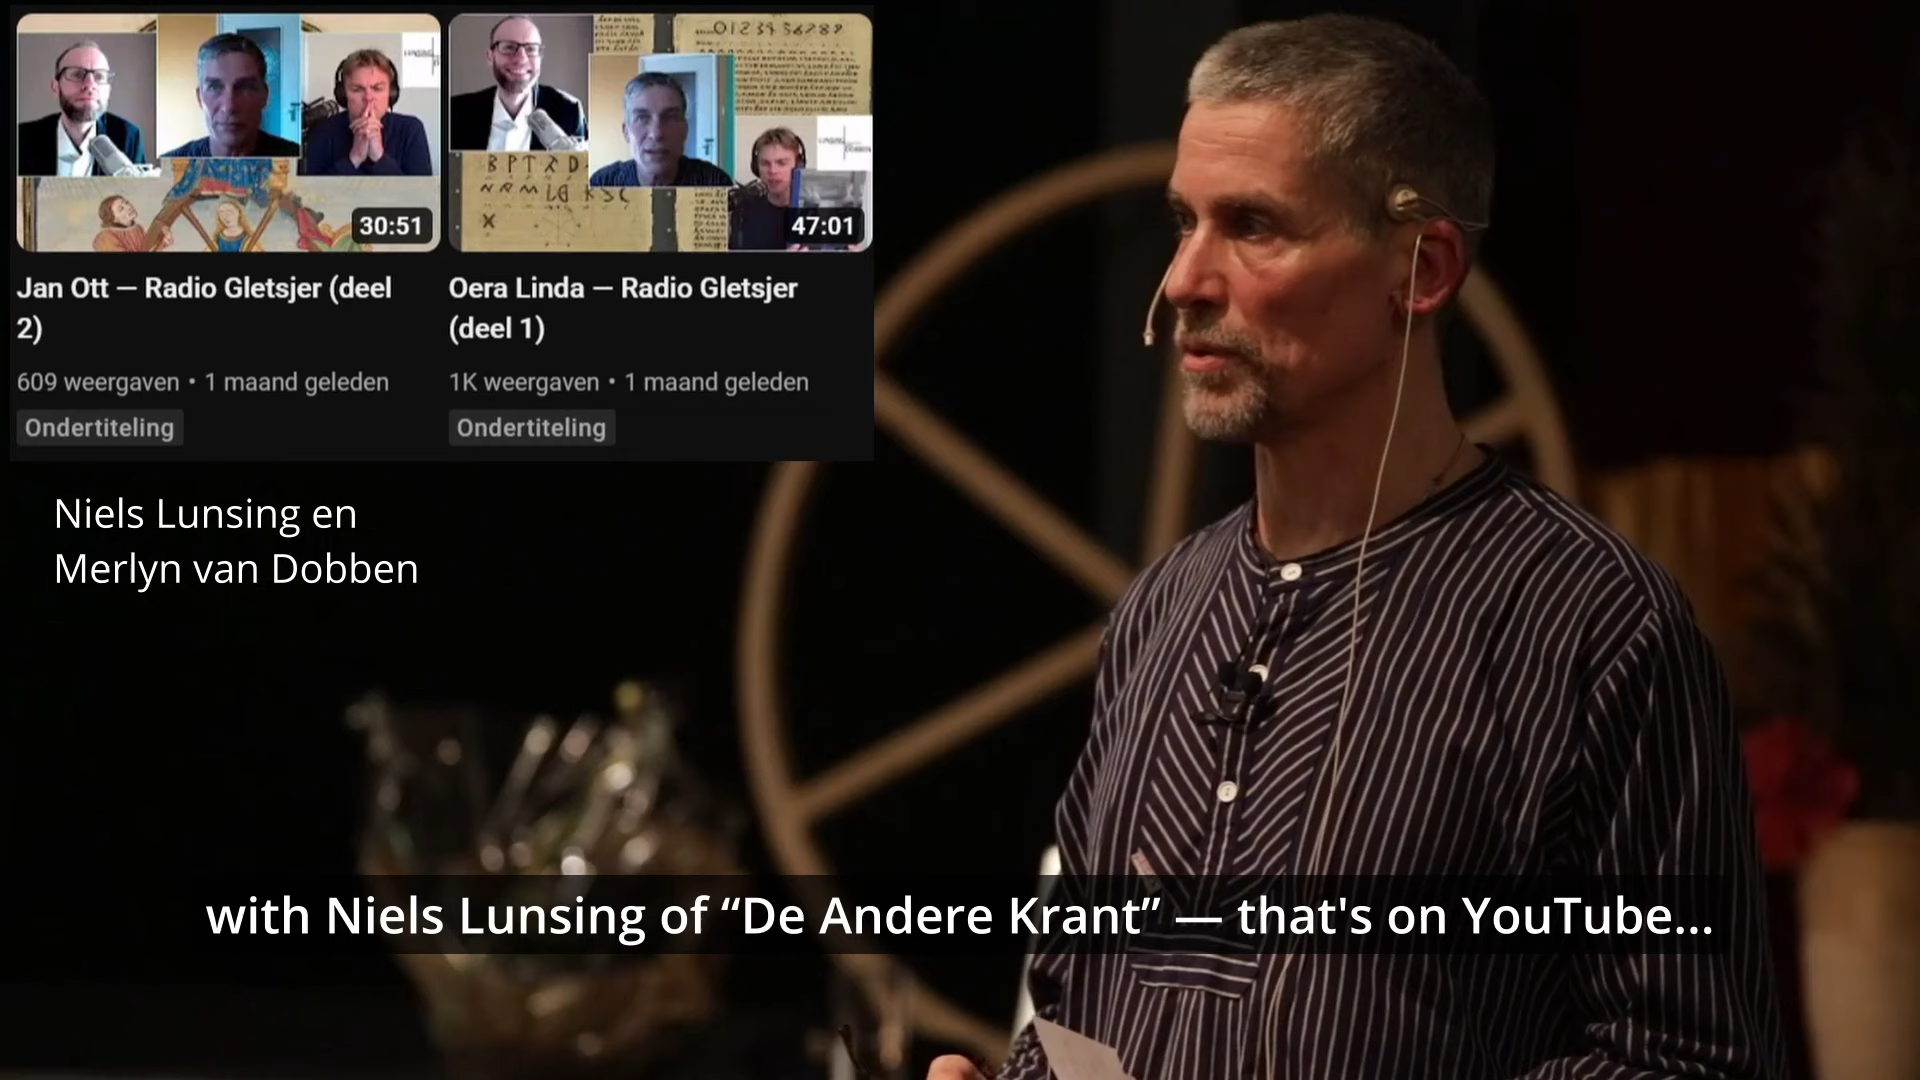 0123456789
30:51
47:01
Jan Ott — Radio Gletsjer (deel
2)
609 weergaven • 1 maand geleden
Ondertiteling
Oera Linda — Radio Gletsjer
(deel 1)
1K weergaven • 1 maand geleden
Ondertiteling
Niels Lunsing en
Merlyn van Dobben
with Niels Lunsing of “De Andere Krant” — that's on YouTube...